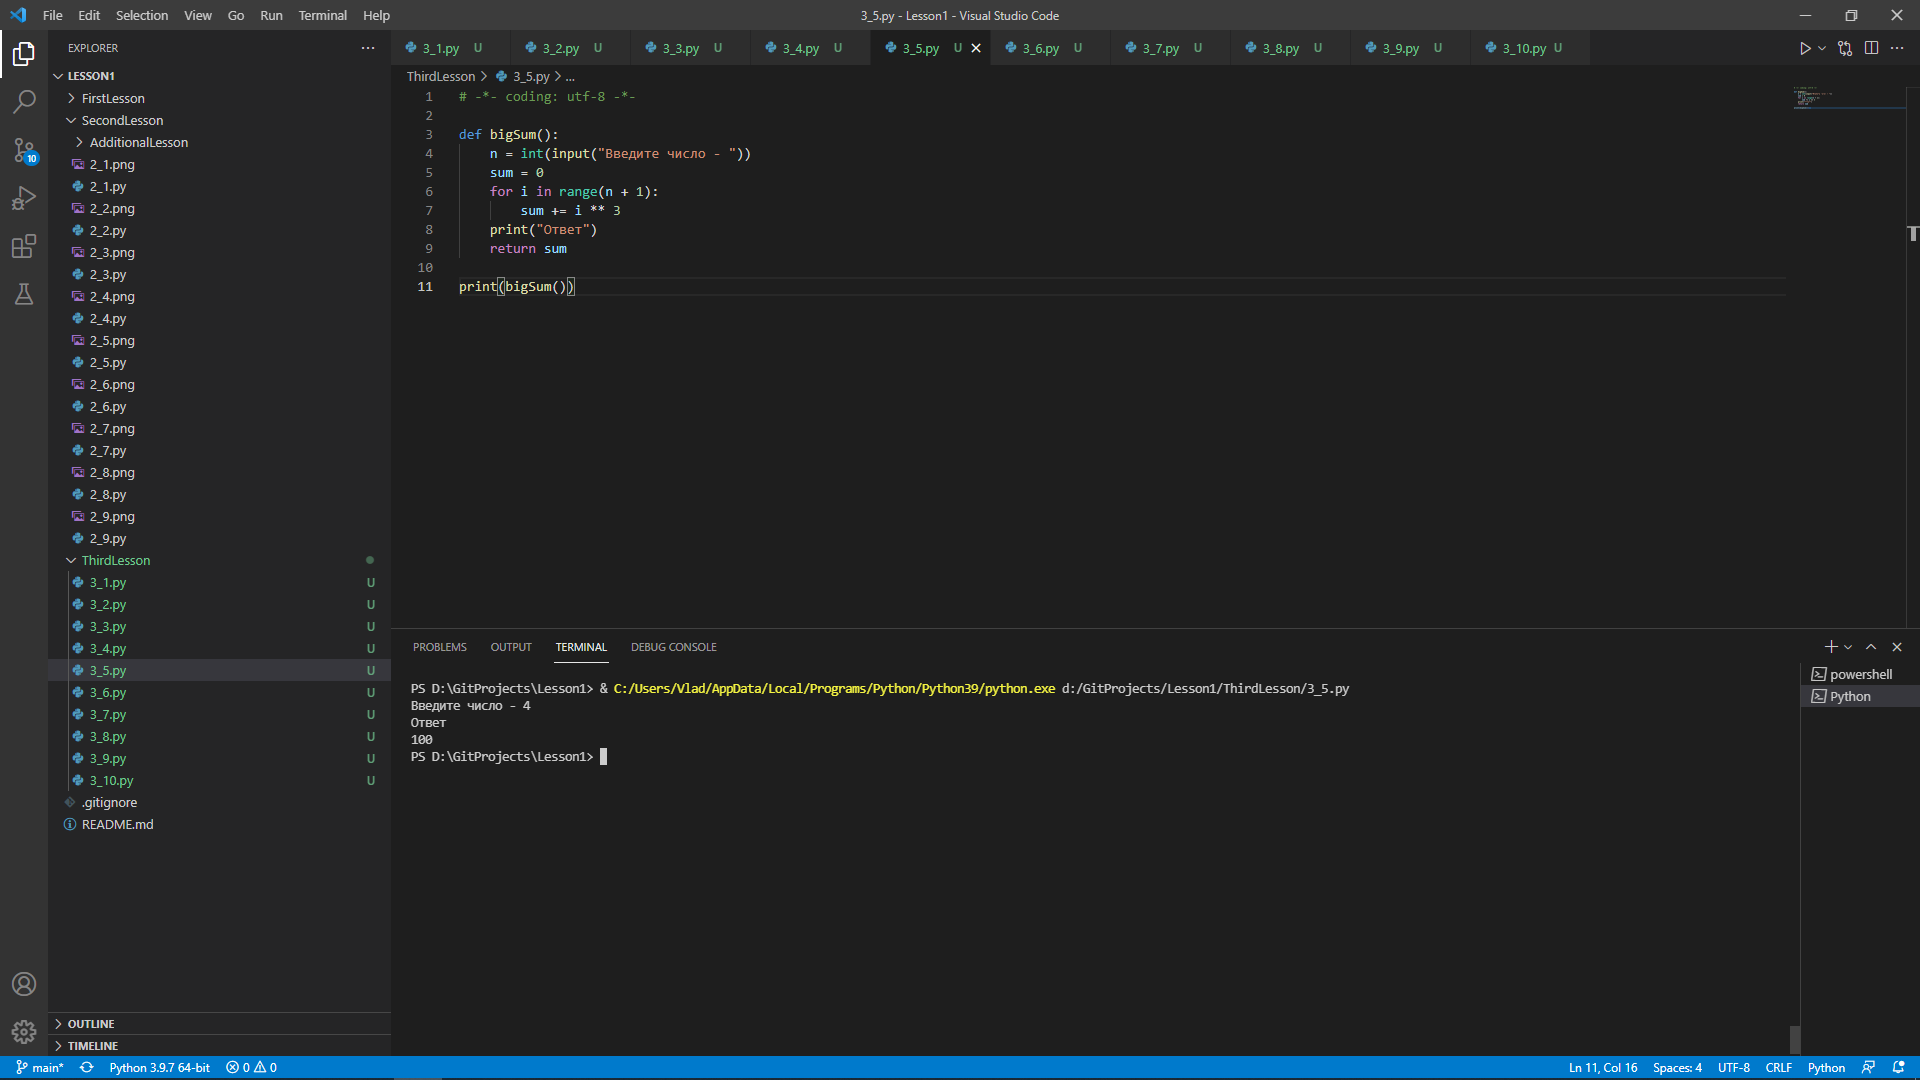 File Edit Selection View Go Run Terminal Help
3_5.py - Lesson1 - Visual Studio Code
EXPLORER
LESSON1
FirstLesson
SecondLesson
AdditionalLesson
2_1.png
2_1.py
2_2.png
2_2.py
2_3.png
2_3.py
2_4.png
2_4.py
2_5.png
2_5.py
2_6.png
2_6.py
2_7.png
2_7.py
2_8.png
2_8.py
2_9.png
2_9.py
ThirdLesson
3_1.py U
3_2.py U
3_3.py U
3_4.py U
3_5.py U
3_6.py U
3_7.py U
3_8.py U
3_9.py U
3_10.py U
.gitignore
README.md
OUTLINE
TIMELINE
10
3_1.py U 3_2.py U 3_3.py U 3_4.py U 3_5.py U 3_6.py U 3_7.py U 3_8.py U 3_9.py U 3_10.py U
ThirdLesson > 3_5.py > ...
1 # -*- coding: utf-8 -*-
2
3 def bigSum():
4 n = int(input("Введите число - "))
5 sum = 0
6 for i in range(n + 1):
7 sum += i ** 3
8 print("Ответ")
9 return sum
10
11 print(bigSum())
PROBLEMS OUTPUT TERMINAL DEBUG CONSOLE
PS D:\GitProjects\Lesson1> & C:/Users/Vlad/AppData/Local/Programs/Python/Python39/python.exe d:/GitProjects/Lesson1/ThirdLesson/3_5.py
Введите число - 4
Ответ
100
PS D:\GitProjects\Lesson1>
powershell
Python
main* Python 3.9.7 64-bit 0 0 Ln 11, Col 16 Spaces: 4 UTF-8 CRLF Python